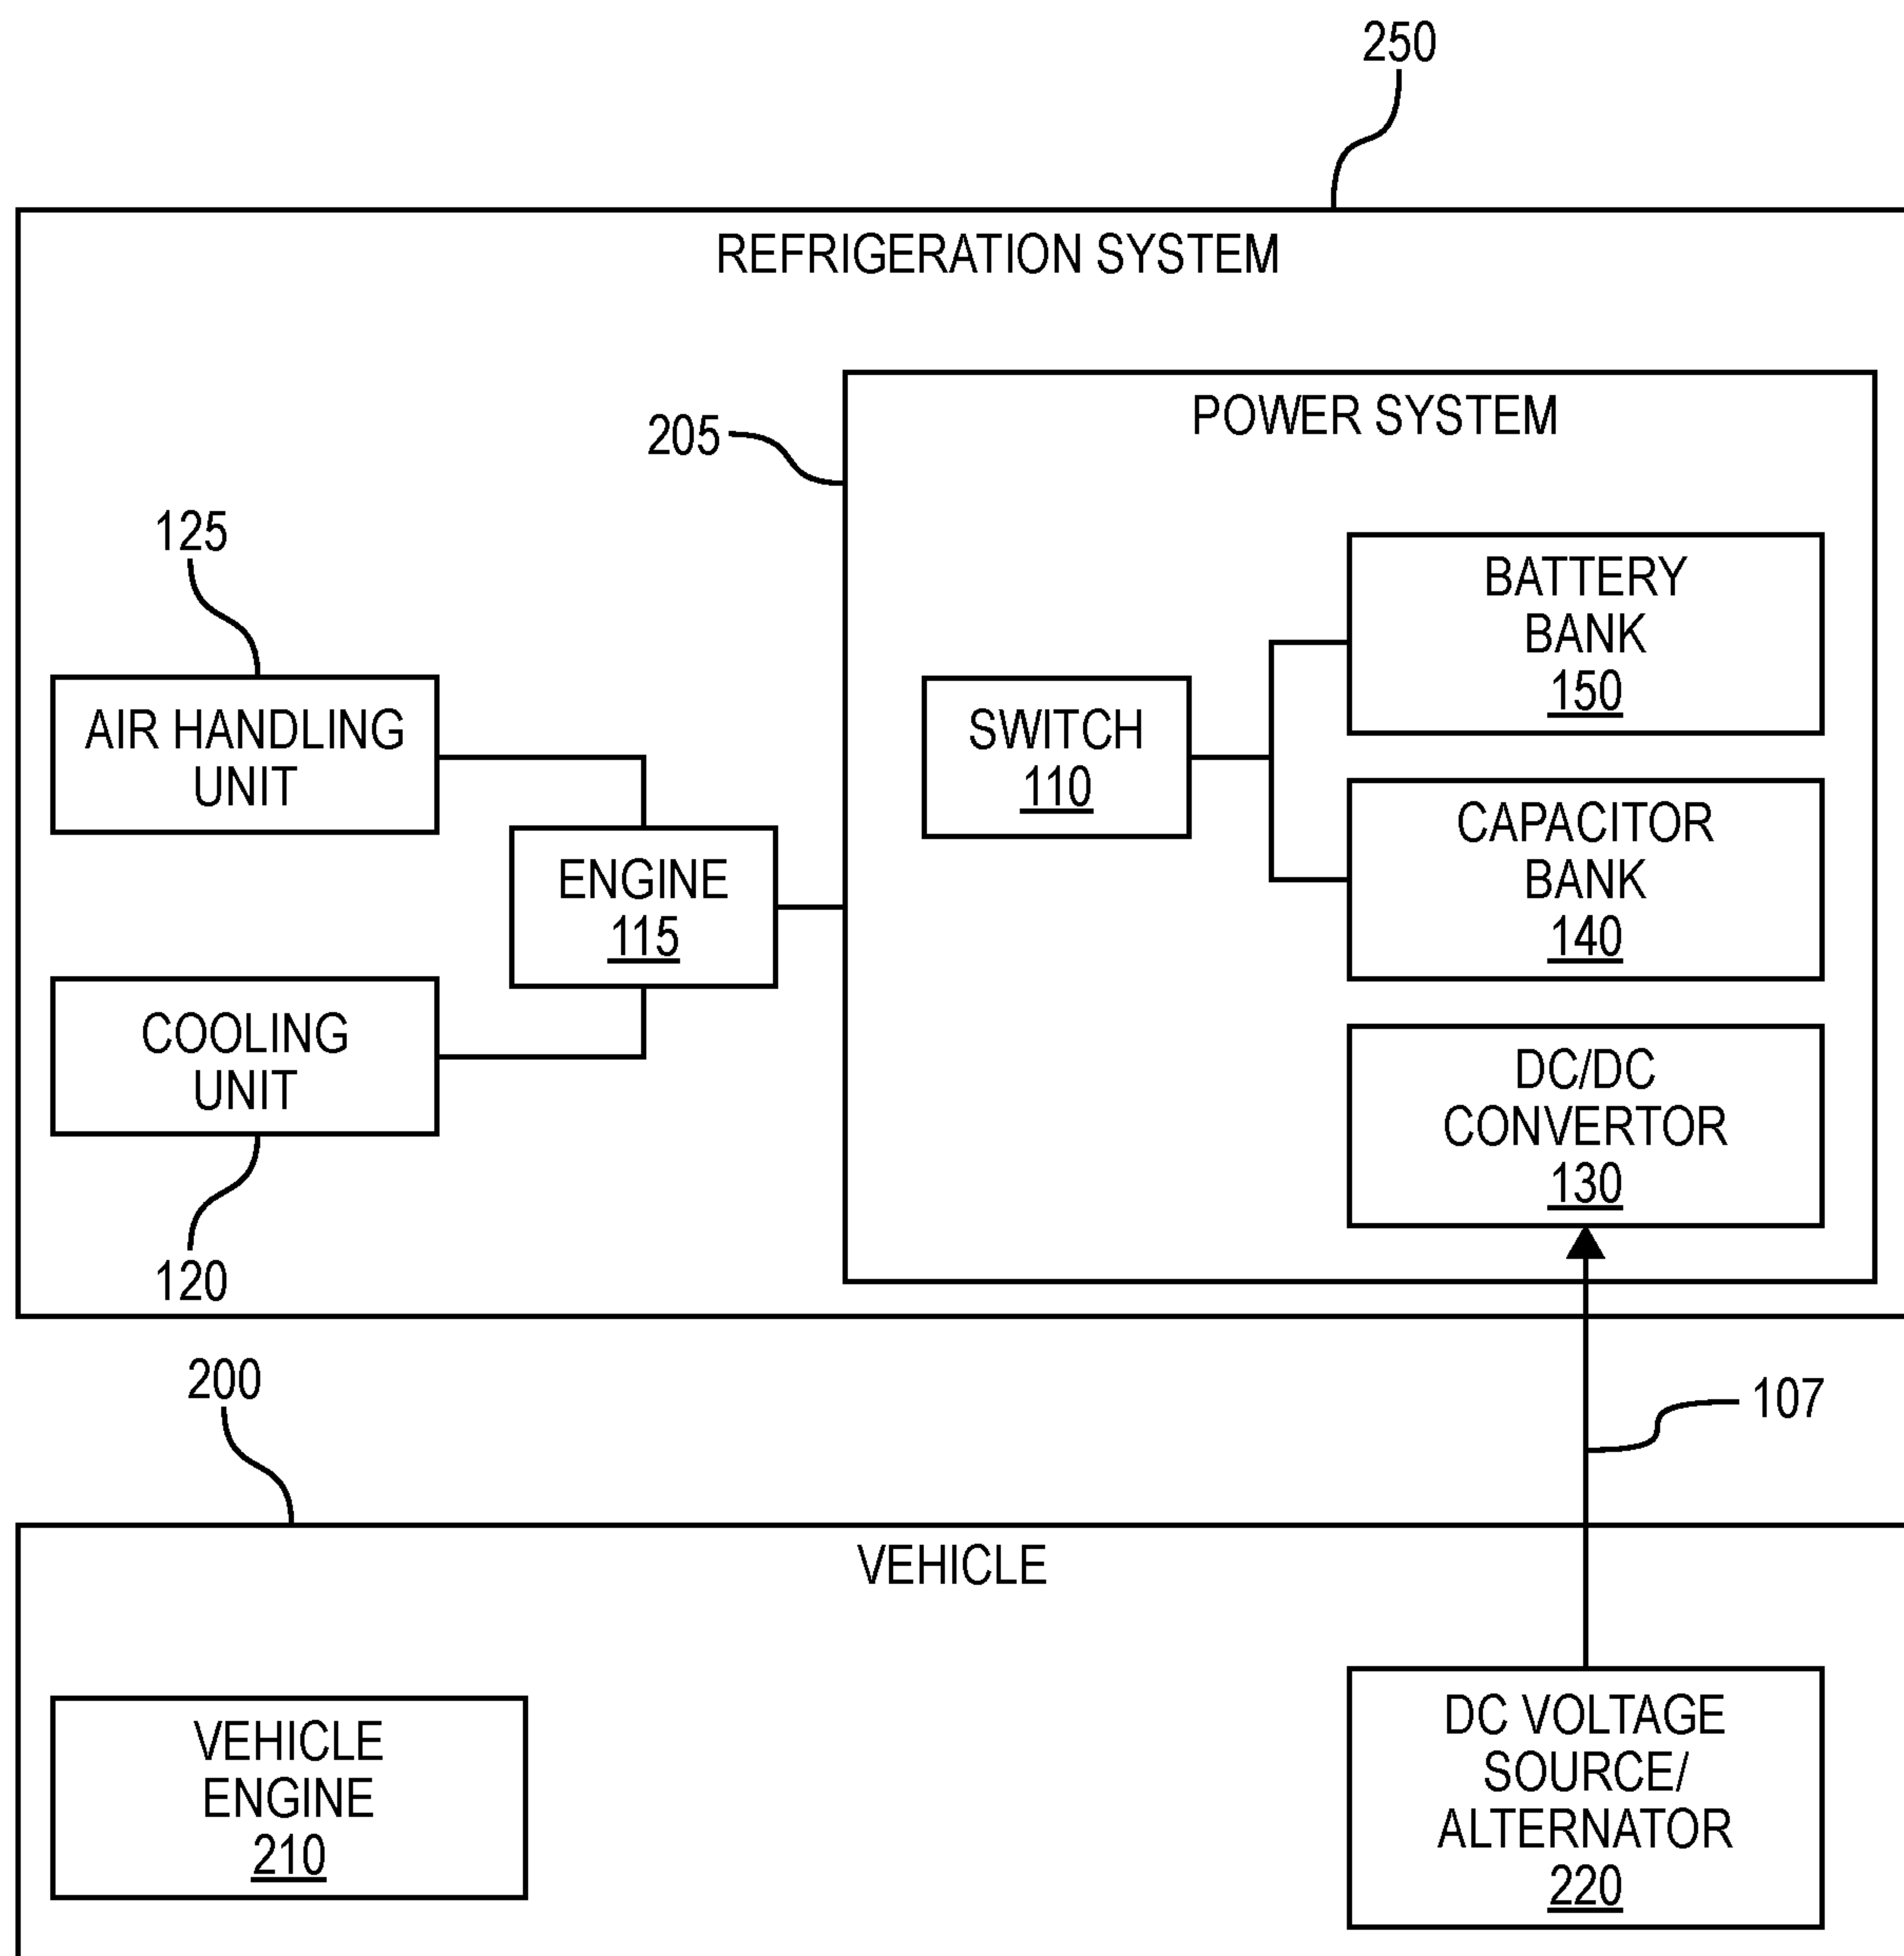 250
REFRIGERATION SYSTEM
POWER SYSTEM
205
125
BATTERY
BANK
150
AIR HANDLING
UNIT
SWITCH
110
CAPACITOR
BANK
140
ENGINE
115
COOLING
UNIT
DC/DC
CONVERTOR
130
120
200
107
VEHICLE
VEHICLE
ENGINE
210
DC VOLTAGE
SOURCE/
ALTERNATOR
220